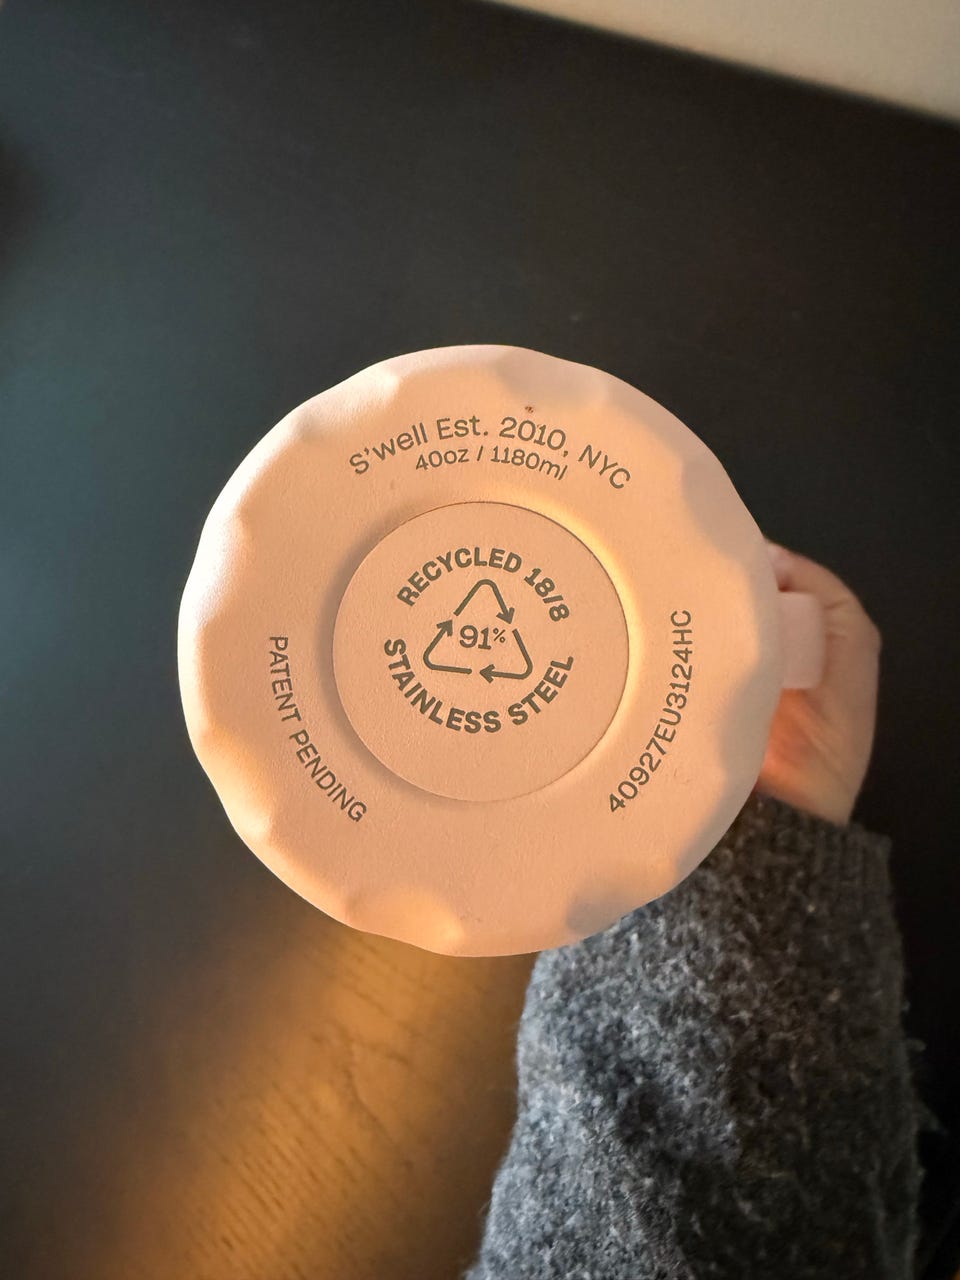 S'well Est. 2010, NYC
40oz / 1180ml
RECYCLED 18/8
91%
STAINLESS STEEL
PATENT PENDING
40927EU3124HC